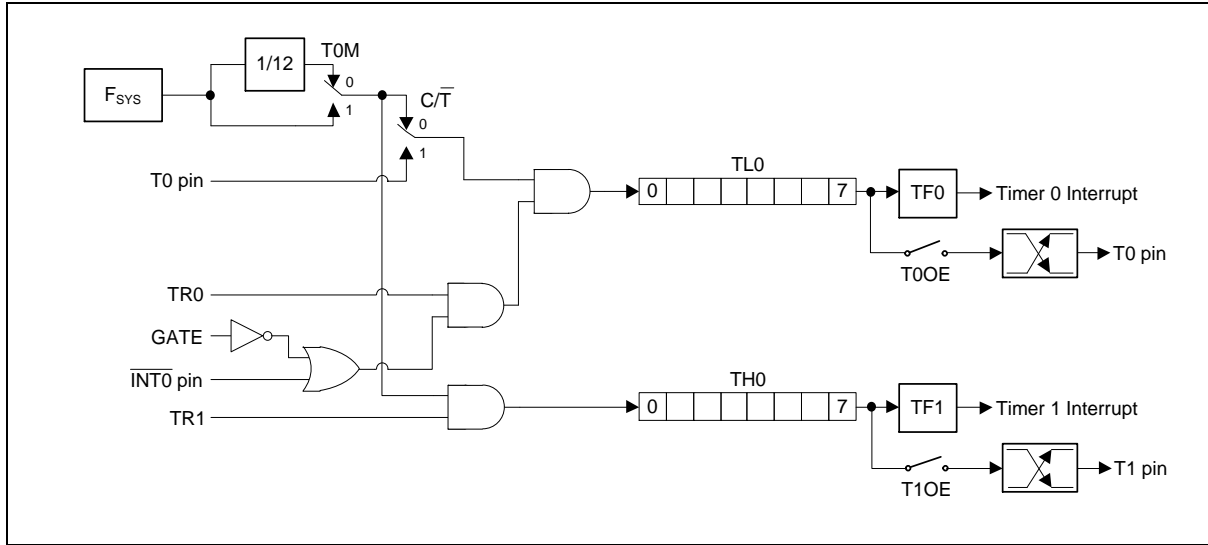 F_SYS
1/12
T0M
0
1
C/T̅
0
1
T0 pin
TR0
GATE
I̅N̅T̅0̅ pin
TR1
TL0
0 7
TF0
Timer 0 Interrupt
T0OE
T0 pin
TH0
0 7
TF1
Timer 1 Interrupt
T1OE
T1 pin